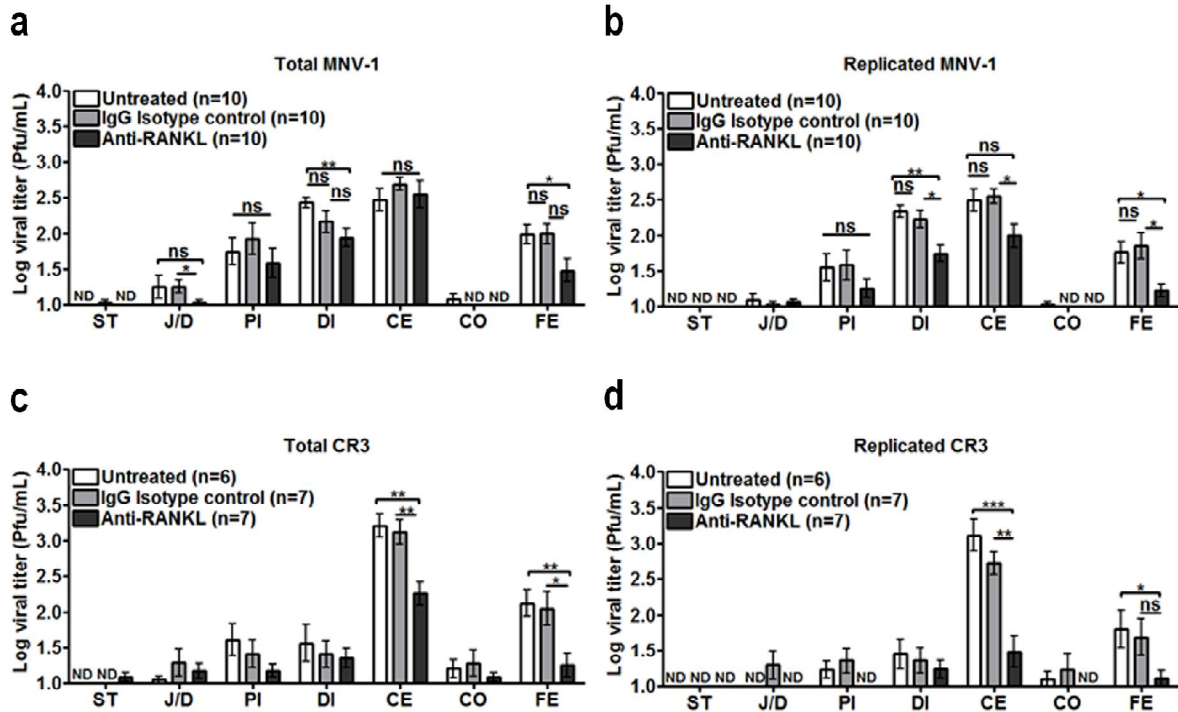 a
Total MNV-1
Log viral titer (Pfu/mL)
4.0
3.5
3.0
2.5
2.0
1.5
1.0
Untreated (n=10)
IgG Isotype control (n=10)
Anti-RANKL (n=10)
ND ND
ns
*
ns
**
ns
ns
ns
ND ND
*
ns
ns
ST J/D PI DI CE CO FE
b
Replicated MNV-1
Log viral titer (Pfu/mL)
4.0
3.5
3.0
2.5
2.0
1.5
1.0
Untreated (n=10)
IgG Isotype control (n=10)
Anti-RANKL (n=10)
ND ND ND
ns
**
ns
*
ns
ns
*
ND ND
*
ns
*
ST J/D PI DI CE CO FE
c
Total CR3
Log viral titer (Pfu/mL)
4.0
3.5
3.0
2.5
2.0
1.5
1.0
Untreated (n=6)
IgG Isotype control (n=7)
Anti-RANKL (n=7)
ND ND
**
**
**
*
ST J/D PI DI CE CO FE
d
Replicated CR3
Log viral titer (Pfu/mL)
4.0
3.5
3.0
2.5
2.0
1.5
1.0
Untreated (n=6)
IgG Isotype control (n=7)
Anti-RANKL (n=7)
ND ND ND
ND ND
ND
***
**
ND
*
ns
ST J/D PI DI CE CO FE